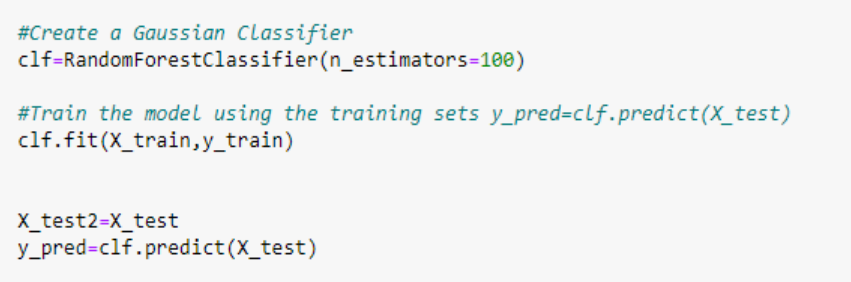 #Create a Gaussian Classifier
clf=RandomForestClassifier(n_estimators=100)
#Train the model using the training sets y_pred=clf.predict(X_test)
clf.fit(X_train,y_train)
X_test2=X_test
y_pred=clf.predict(X_test)